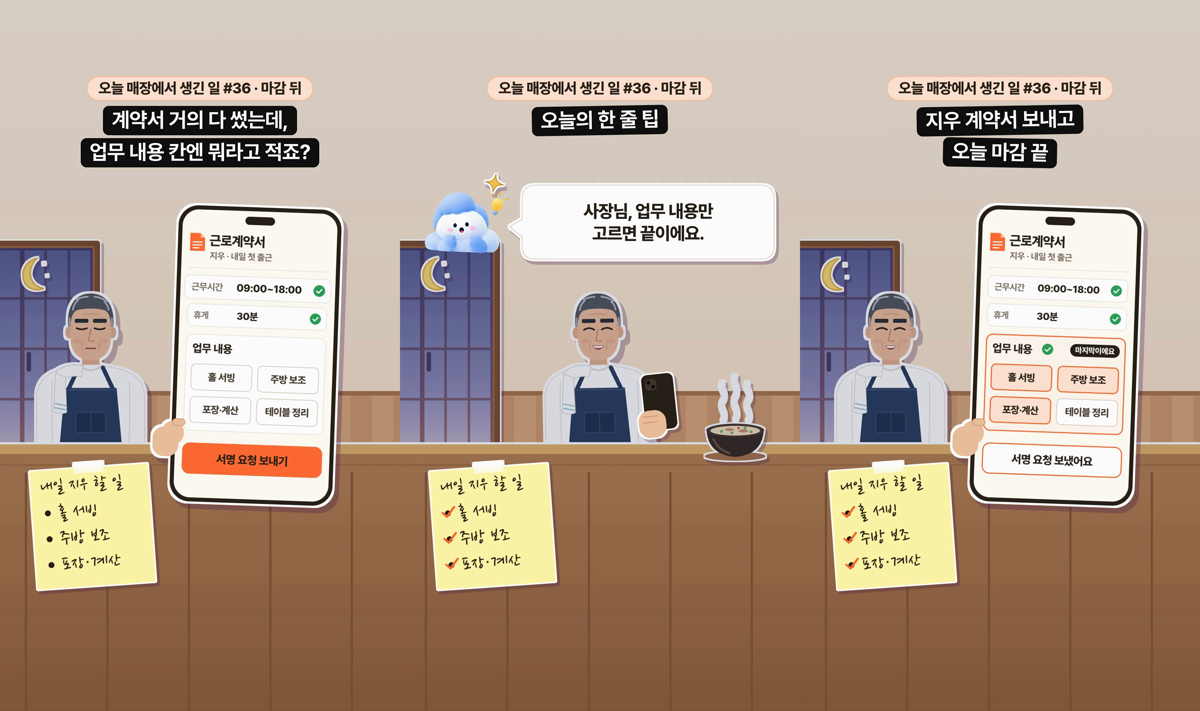 오늘 매장에서 생긴 일 #36 · 마감 뒤
계약서 거의 다 썼는데,
업무 내용 칸엔 뭐라고 적죠?
근로계약서
지우 · 내일 첫 출근
근무시간 09:00~18:00
휴게 30분
업무 내용
홀 서빙 주방 보조
포장·계산 테이블 정리
서명 요청 보내기
내일 지우 할 일
홀 서빙
주방 보조
포장·계산
오늘 매장에서 생긴 일 #36 · 마감 뒤
오늘의 한 줄 팁
사장님, 업무 내용만
고르면 끝이에요.
내일 지우 할 일
홀 서빙
주방 보조
포장·계산
오늘 매장에서 생긴 일 #36 · 마감 뒤
지우 계약서 보내고
오늘 마감 끝
근로계약서
지우 · 내일 첫 출근
근무시간 09:00~18:00
휴게 30분
업무 내용 마지막이에요
홀 서빙 주방 보조
포장·계산 테이블 정리
서명 요청 보냈어요
내일 지우 할 일
홀 서빙
주방 보조
포장·계산